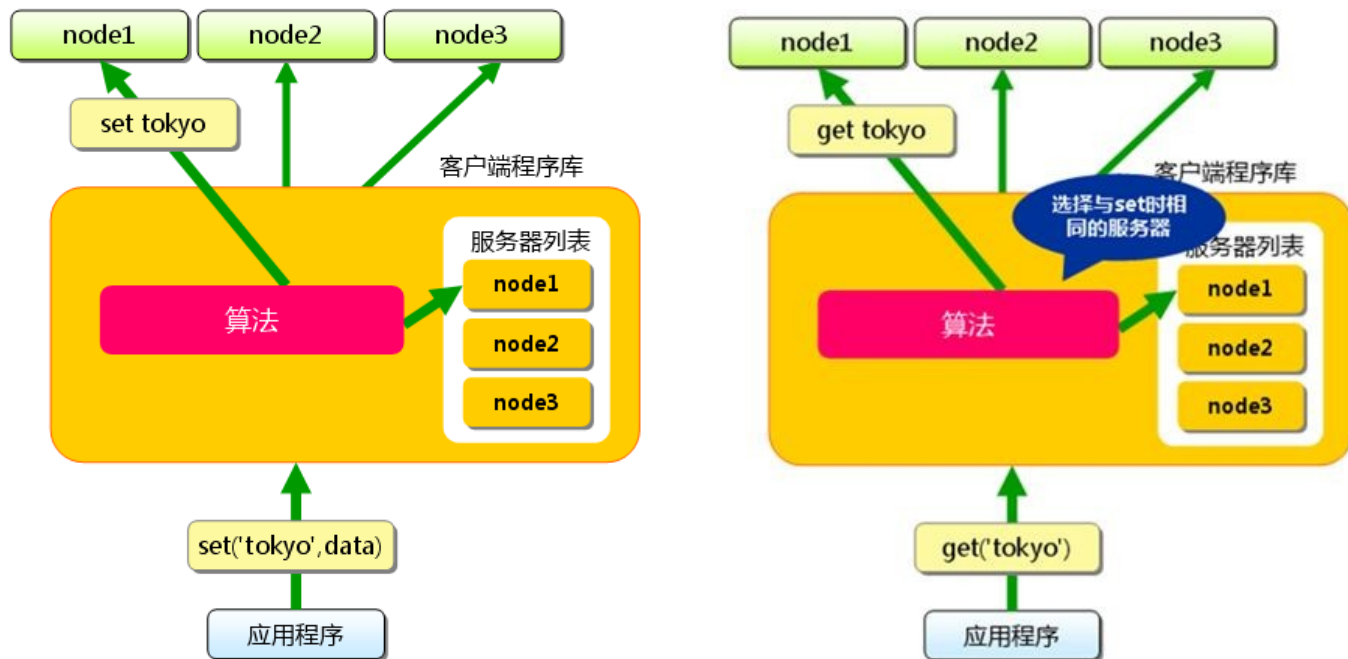 node1
node2
node3
set tokyo
客户端程序库
服务器列表
node1
node2
node3
算法
set('tokyo',data)
应用程序
node1
node2
node3
get tokyo
客户端程序库
选择与set时相
同的服务器
服务器列表
node1
node2
node3
算法
get('tokyo')
应用程序